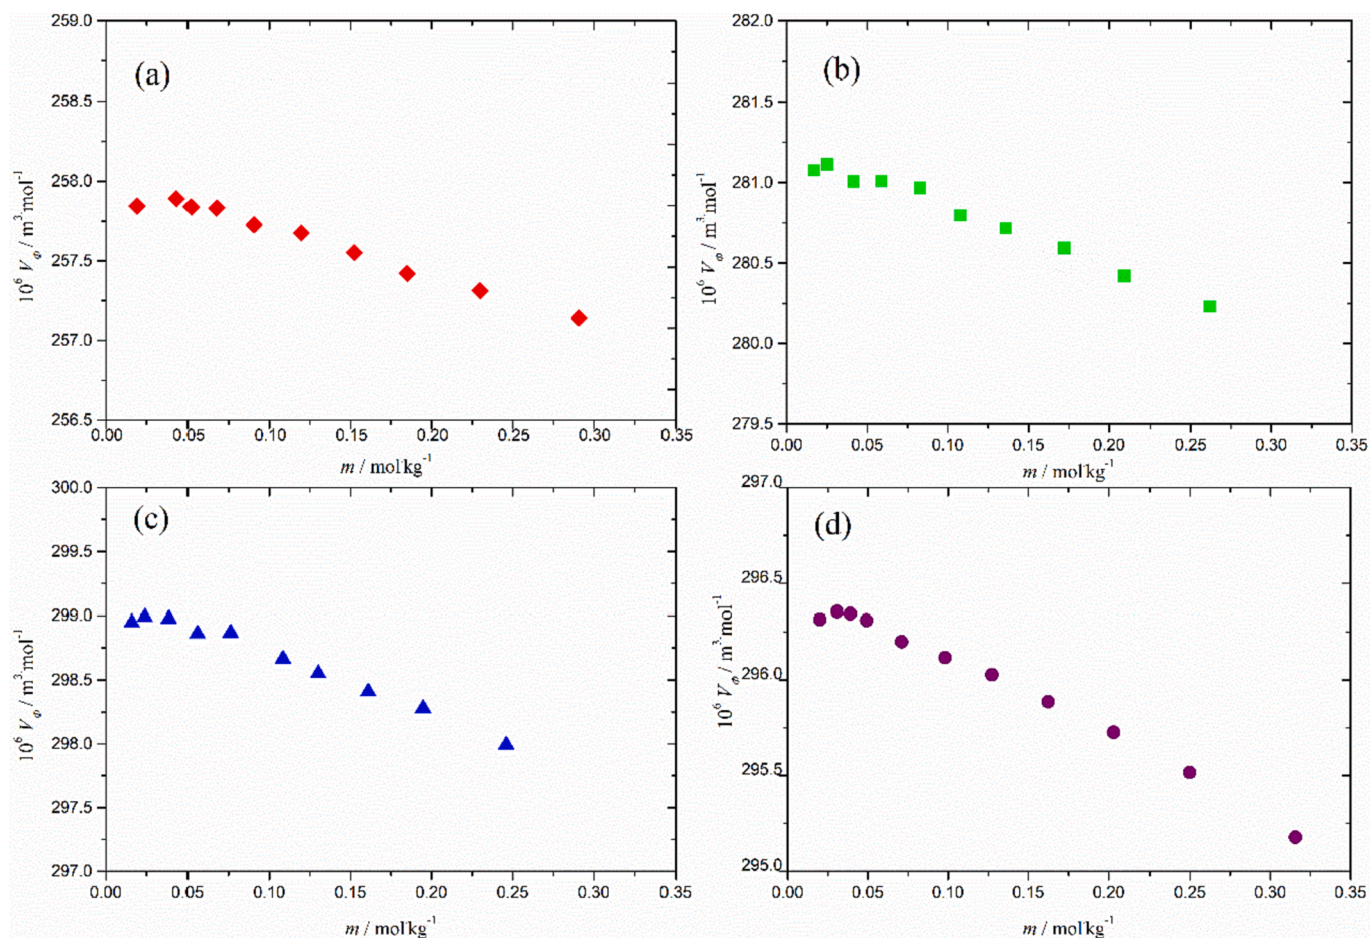 (a)
259.0
258.5
258.0
257.5
257.0
256.5
10⁶ V_Φ / m³·mol⁻¹
0.00 0.05 0.10 0.15 0.20 0.25 0.30 0.35
m / mol·kg⁻¹
(b)
282.0
281.5
281.0
280.5
280.0
279.5
10⁶ V_Φ / m³·mol⁻¹
0.00 0.05 0.10 0.15 0.20 0.25 0.30 0.35
m / mol·kg⁻¹
(c)
300.0
299.5
299.0
298.5
298.0
297.5
297.0
10⁶ V_Φ / m³·mol⁻¹
0.00 0.05 0.10 0.15 0.20 0.25 0.30 0.35
m / mol·kg⁻¹
(d)
297.0
296.5
296.0
295.5
295.0
10⁶ V_Φ / m³·mol⁻¹
0.00 0.05 0.10 0.15 0.20 0.25 0.30 0.35
m / mol·kg⁻¹